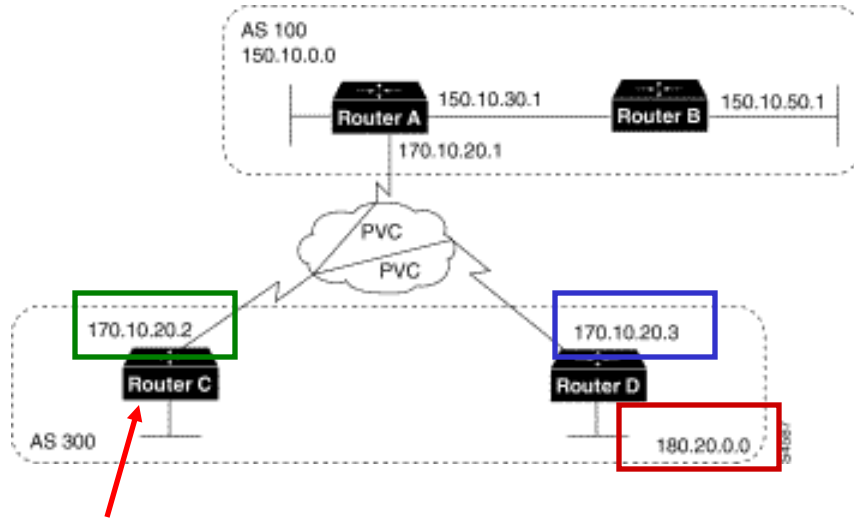 AS 100
150.10.0.0
Router A
150.10.30.1
Router B
150.10.50.1
170.10.20.1
PVC
PVC
170.10.20.2
170.10.20.3
Router C
Router D
AS 300
180.20.0.0